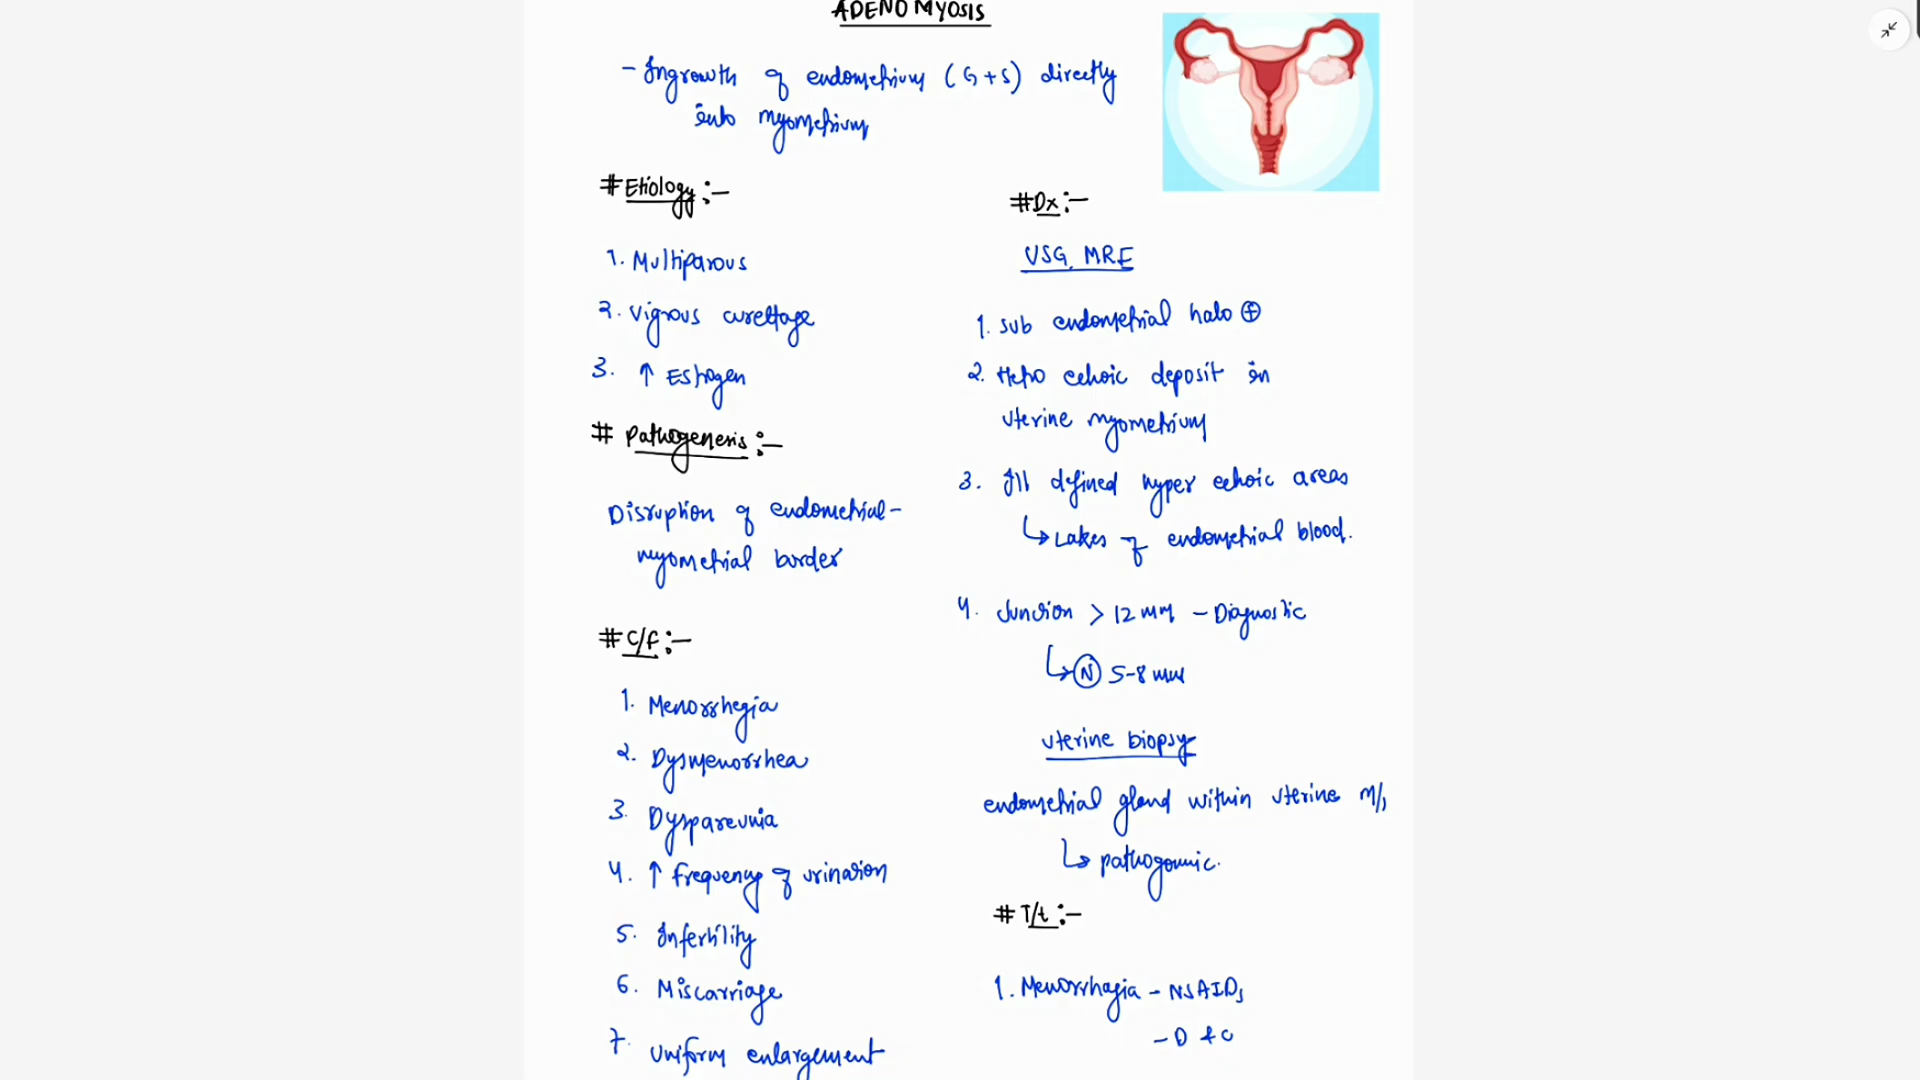 ADENOMYOSIS
- Ingrowth of endometrium (G+S) directly
into myometrium
# Etiology :-
1. Multiparous
2. Vigrous curettage
3. ↑ Estrogen
# Pathogenesis :-
Disruption of endometrial-
myometrial border
# C/F :-
1. Menorrhegia
2. Dysmenorrhea
3. Dyspareunia
4. ↑ frequency of urination
5. Infertility
6. Miscarriage
7. Uniform enlargement
# Dx :-
USG, MRE
1. Sub endometrial halo ⊕
2. echoic deposit in
uterine myometrium
3. Ill defined hyper echoic areas
↳ Lakes of endometrial blood.
4. Junction > 12 mm - Diagnostic
↳ (N) 5-8 mm
Uterine biopsy
endometrial gland within uterine m/s
↳ pathogomic.
# T/t :-
1. Menorrhagia - NSAIDs
- D & C